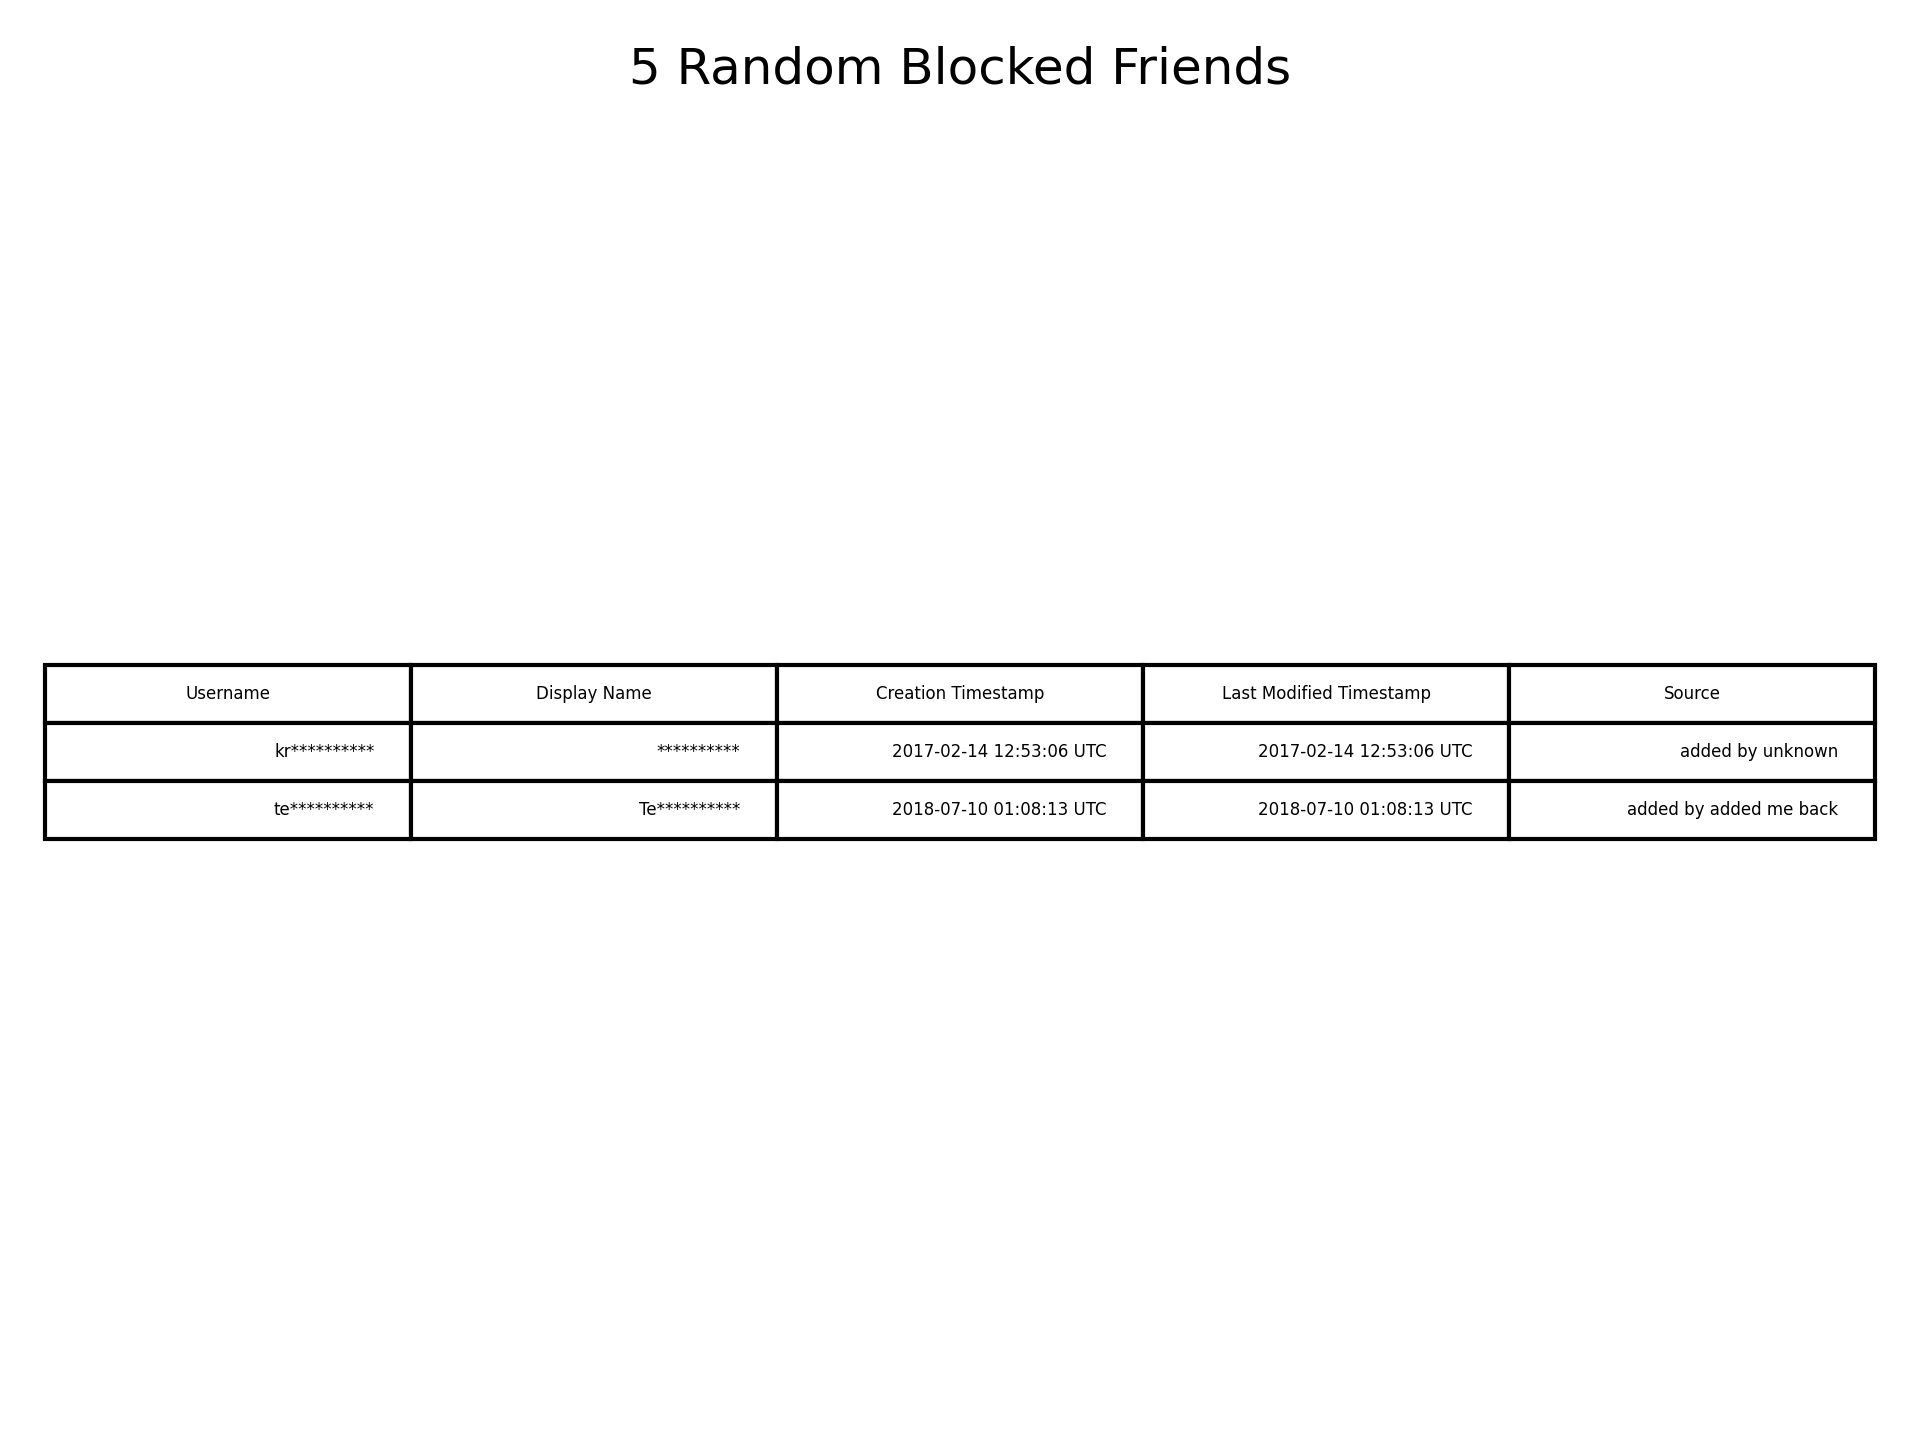 5 Random Blocked Friends
Username Display Name Creation Timestamp Last Modified Timestamp Source
kr********** ********** 2017-02-14 12:53:06 UTC 2017-02-14 12:53:06 UTC added by unknown
te********** Te********** 2018-07-10 01:08:13 UTC 2018-07-10 01:08:13 UTC added by added me back